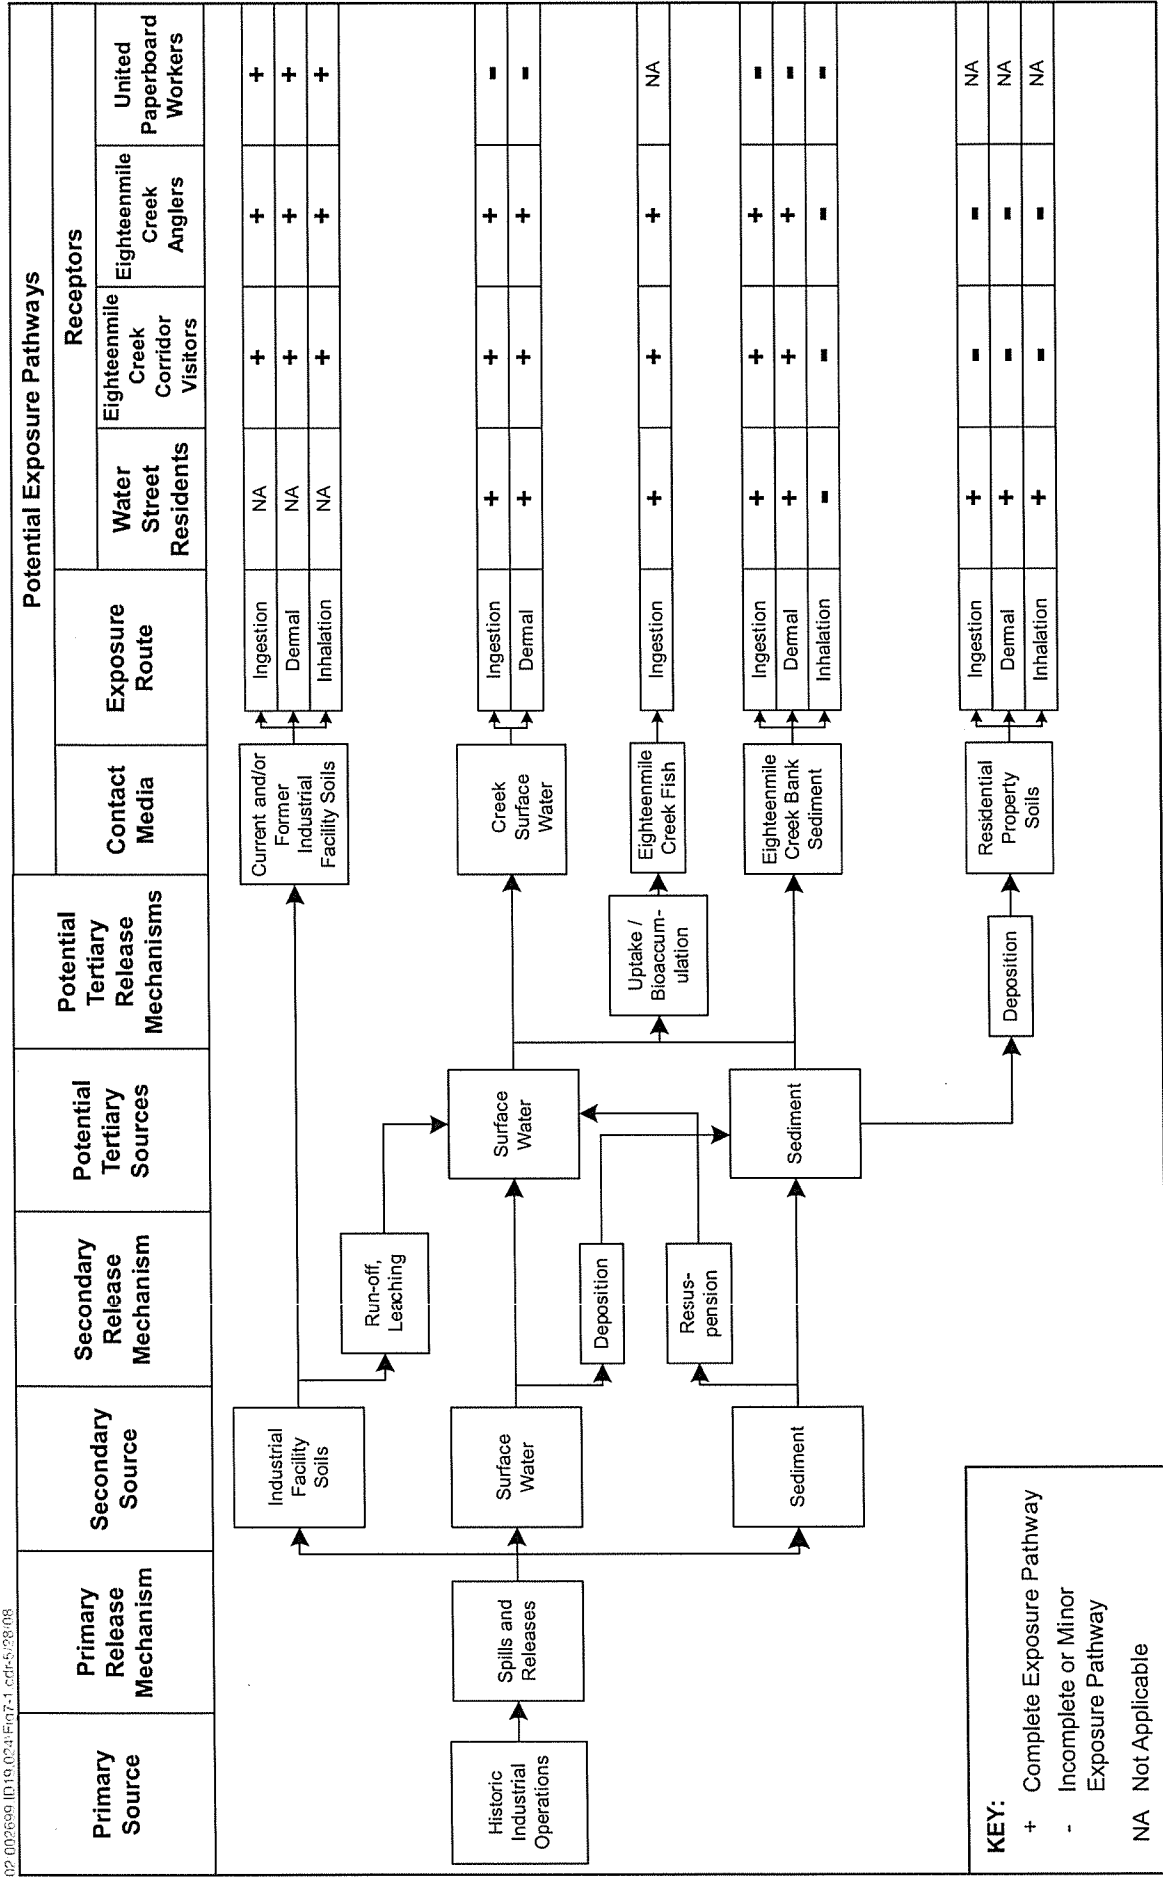 02 002699 ID19.024\Fig7-1.cdr-5/28/08
Primary
Source
Primary
Release
Mechanism
Secondary
Source
Secondary
Release
Mechanism
Potential
Tertiary
Sources
Potential
Tertiary
Release
Mechanisms
Potential Exposure Pathways
Contact
Media
Exposure
Route
Receptors
Water
Street
Residents
Eighteenmile
Creek
Corridor
Visitors
Eighteenmile
Creek
Anglers
United
Paperboard
Workers
Historic
Industrial
Operations
Spills and
Releases
Industrial
Facility
Soils
Surface
Water
Sediment
Run-off,
Leaching
Deposition
Resus-
pension
Surface
Water
Sediment
Uptake /
Bioaccum-
ulation
Deposition
Current and/or
Former
Industrial
Facility Soils
Ingestion NA + + +
Dermal NA + + +
Inhalation NA + + +
Creek
Surface
Water
Ingestion + + + -
Dermal + + + -
Eighteenmile
Creek Fish
Ingestion + + + NA
Eighteenmile
Creek Bank
Sediment
Ingestion + + + -
Dermal + + + -
Inhalation - - - -
Residential
Property
Soils
Ingestion + - - NA
Dermal + - - NA
Inhalation + - - NA
KEY:
+ Complete Exposure Pathway
- Incomplete or Minor
Exposure Pathway
NA Not Applicable